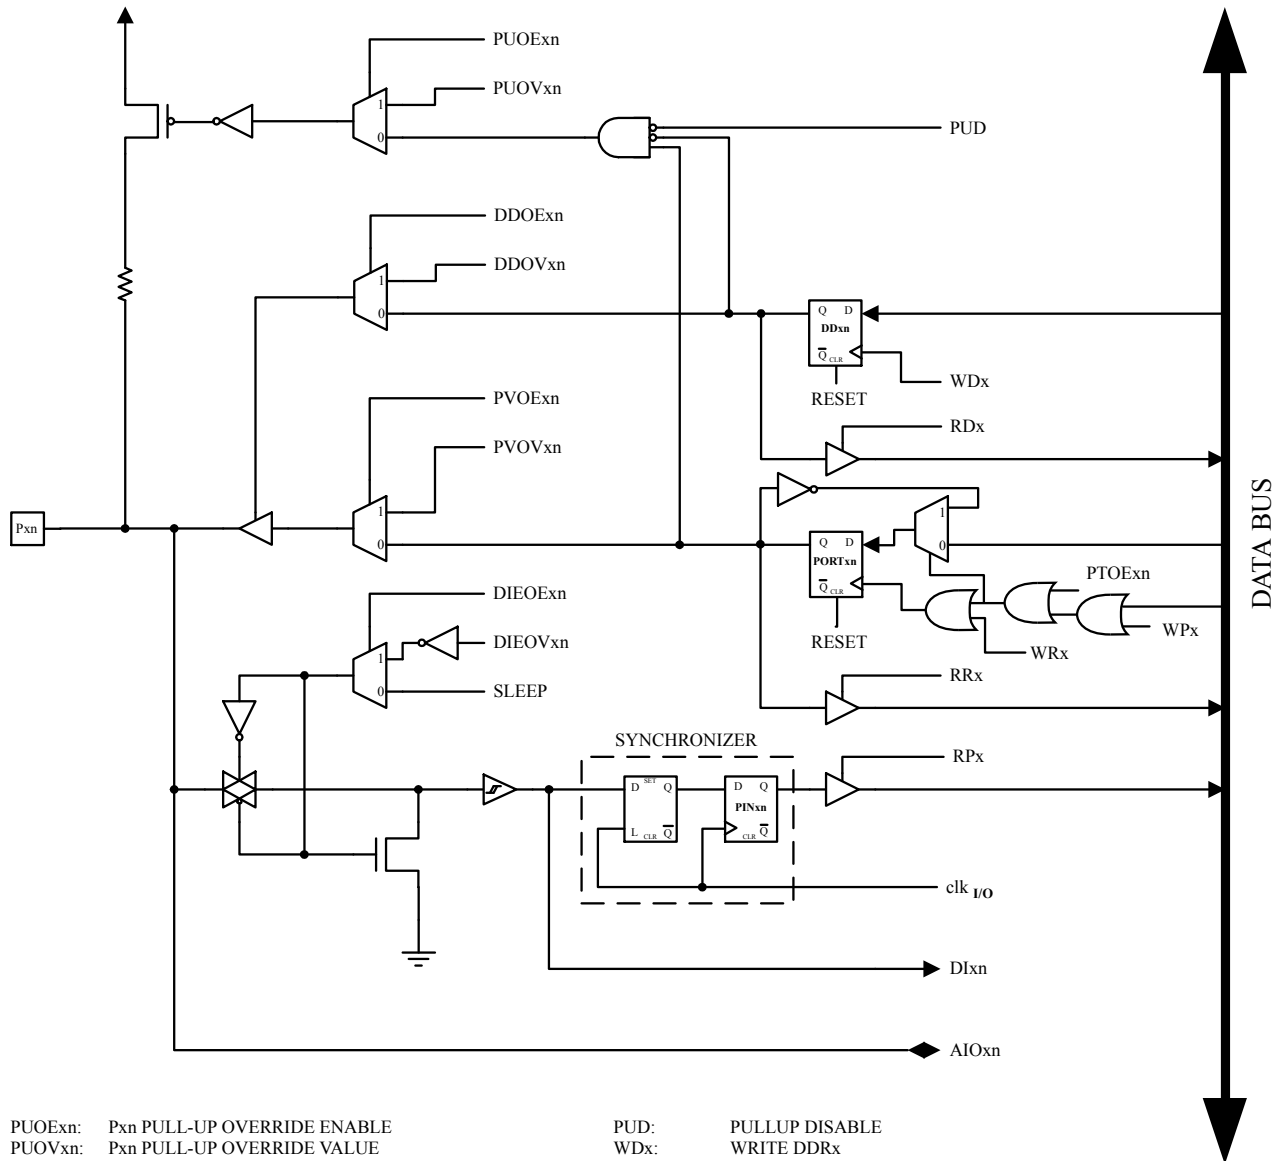 PUOExn
PUOVxn
1
0
PUD
DDOExn
DDOVxn
1
0
Q D
DDxn
Q CLR
WDx
RESET
PVOExn
RDx
PVOVxn
1
0
Pxn
1
0
Q D
PORTxn
Q CLR
PTOExn
WPx
RESET
WRx
DATA BUS
DIEOExn
DIEOVxn
1
0
SLEEP
RRx
SYNCHRONIZER
RPx
D SET Q
L CLR Q
D Q
PINxn
CLR Q
clk I/O
DIxn
AIOxn
PUOExn: Pxn PULL-UP OVERRIDE ENABLE PUD: PULLUP DISABLE
PUOVxn: Pxn PULL-UP OVERRIDE VALUE WDx: WRITE DDRx